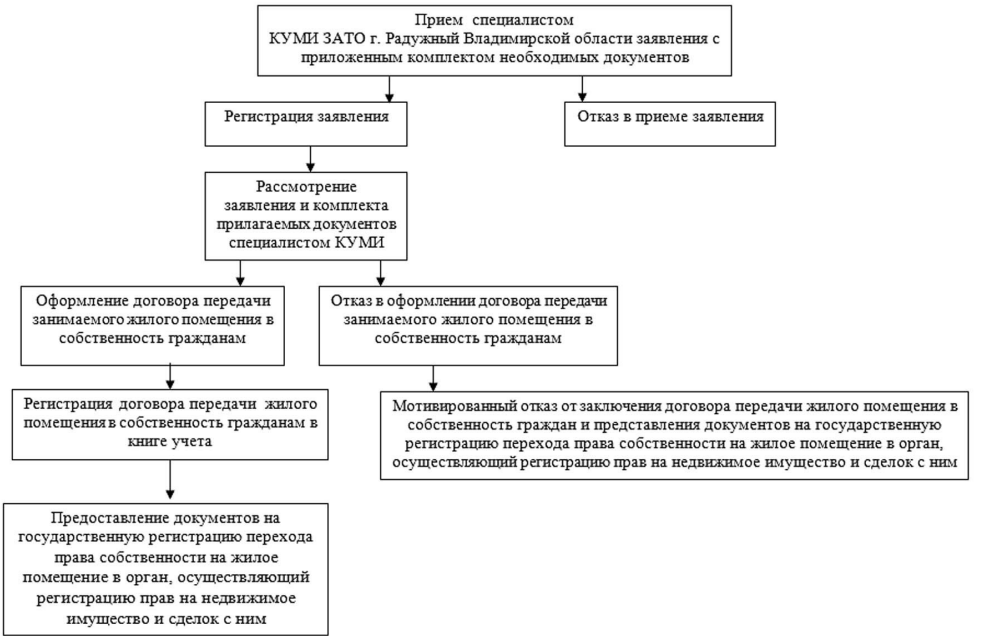 Прием специалистом
КУМИ ЗАТО г. Радужный Владимирской области заявления с
приложенным комплектом необходимых документов
Регистрация заявления
Отказ в приеме заявления
Рассмотрение
заявления и комплекта
прилагаемых документов
специалистом КУМИ
Оформление договора передачи
занимаемого жилого помещения в
собственность гражданам
Отказ в оформлении договора передачи
занимаемого жилого помещения в
собственность гражданам
Регистрация договора передачи жилого
помещения в собственность гражданам в
книге учета
Мотивированный отказ от заключения договора передачи жилого помещения в
собственность граждан и представления документов на государственную
регистрацию перехода права собственности на жилое помещение в орган,
осуществляющий регистрацию прав на недвижимое имущество и сделок с ним
Предоставление документов на
государственную регистрацию перехода
права собственности на жилое
помещение в орган, осуществляющий
регистрацию прав на недвижимое
имущество и сделок с ним